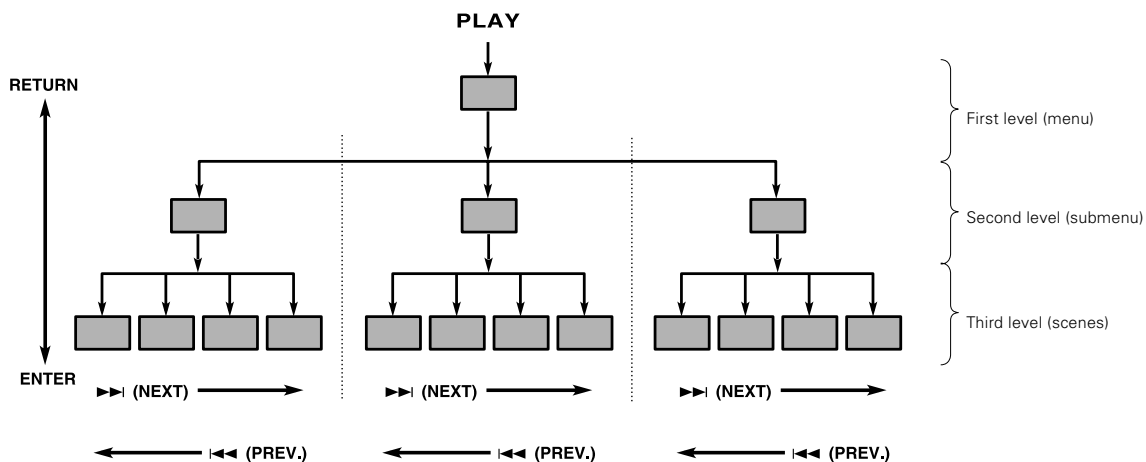 PLAY
RETURN
First level (menu)
Second level (submenu)
Third level (scenes)
ENTER
►►I (NEXT)
►►I (NEXT)
►►I (NEXT)
I◄◄ (PREV.)
I◄◄ (PREV.)
I◄◄ (PREV.)